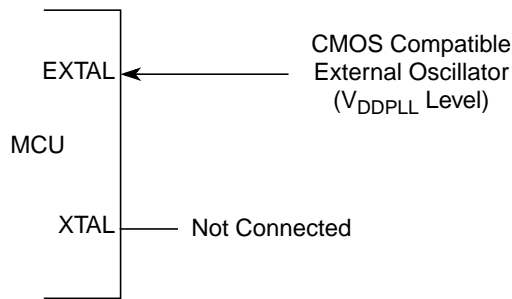 CMOS Compatible
External Oscillator
(VDDPLL Level)
EXTAL
MCU
XTAL
Not Connected